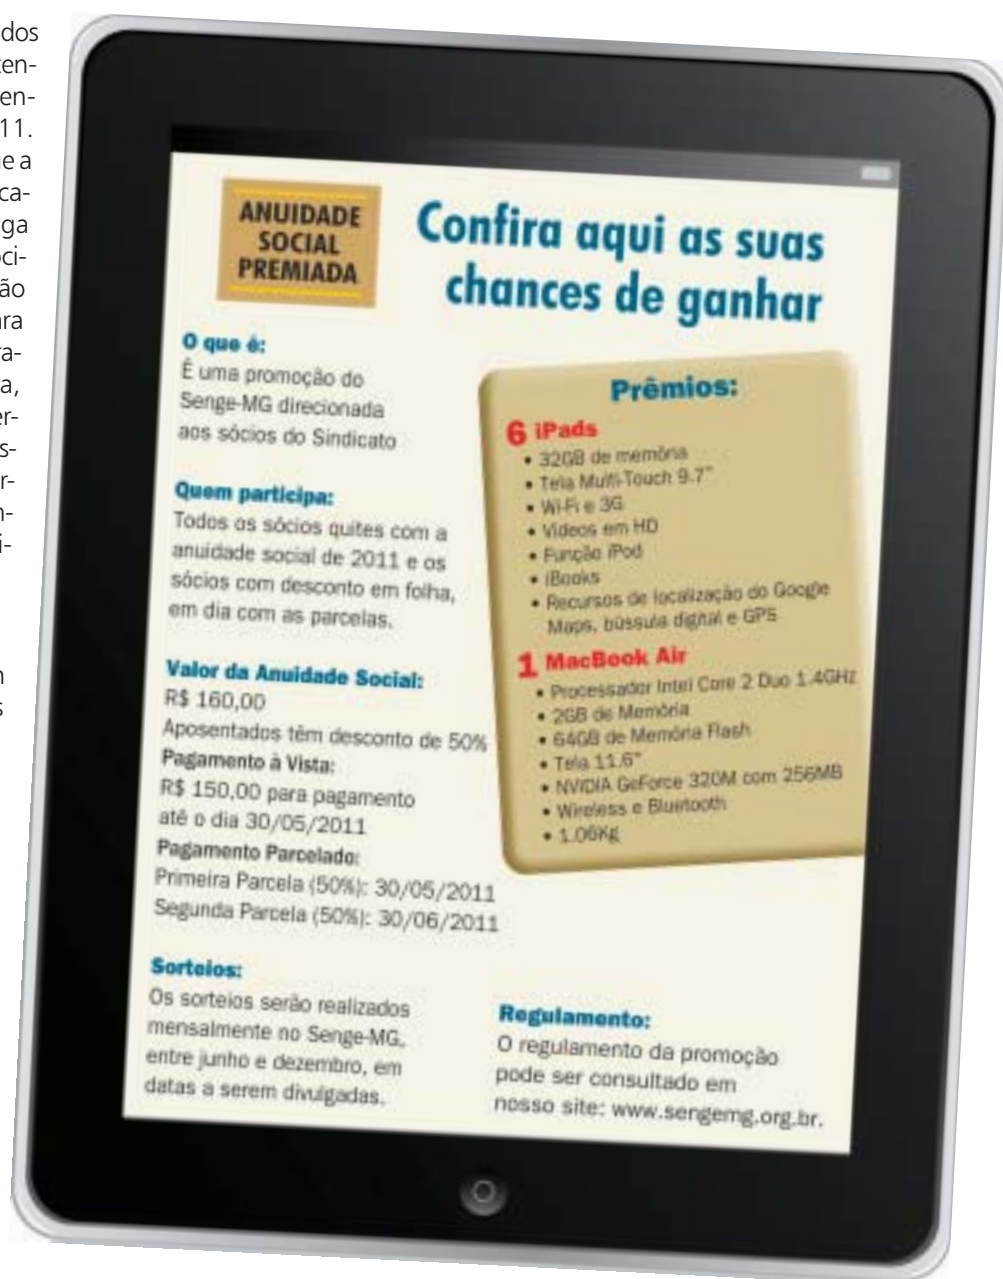 dos
ten-
en-
11.
e a
ca-
ga
oci-
ão
ara
ra-
a,
er-
s-
r-
n-
i-
n
s
ANUIDADE
SOCIAL
PREMIADA
Confira aqui as suas
chances de ganhar
O que é:
É uma promoção do
Senge-MG direcionada
aos sócios do Sindicato
Quem participa:
Todos os sócios quites com a
anuidade social de 2011 e os
sócios com desconto em folha,
em dia com as parcelas.
Valor da Anuidade Social:
R$ 160,00
Aposentados têm desconto de 50%
Pagamento à Vista:
R$ 150,00 para pagamento
até o dia 30/05/2011
Pagamento Parcelado:
Primeira Parcela (50%): 30/05/2011
Segunda Parcela (50%): 30/06/2011
Sorteios:
Os sorteios serão realizados
mensalmente no Senge-MG,
entre junho e dezembro, em
datas a serem divulgadas.
Prêmios:
6 iPads
• 32GB de memória
• Tela Multi-Touch 9.7"
• Wi-Fi e 3G
• Vídeos em HD
• Função iPod
• iBooks
• Recursos de localização do Google
Maps, bússula digital e GPS
1 MacBook Air
• Processador Intel Core 2 Duo 1.4GHz
• 2GB de Memória
• 64GB de Memória Flash
• Tela 11.6"
• NVIDIA GeForce 320M com 256MB
• Wireless e Bluetooth
• 1.06Kg
Regulamento:
O regulamento da promoção
pode ser consultado em
nosso site: www.sengemg.org.br.